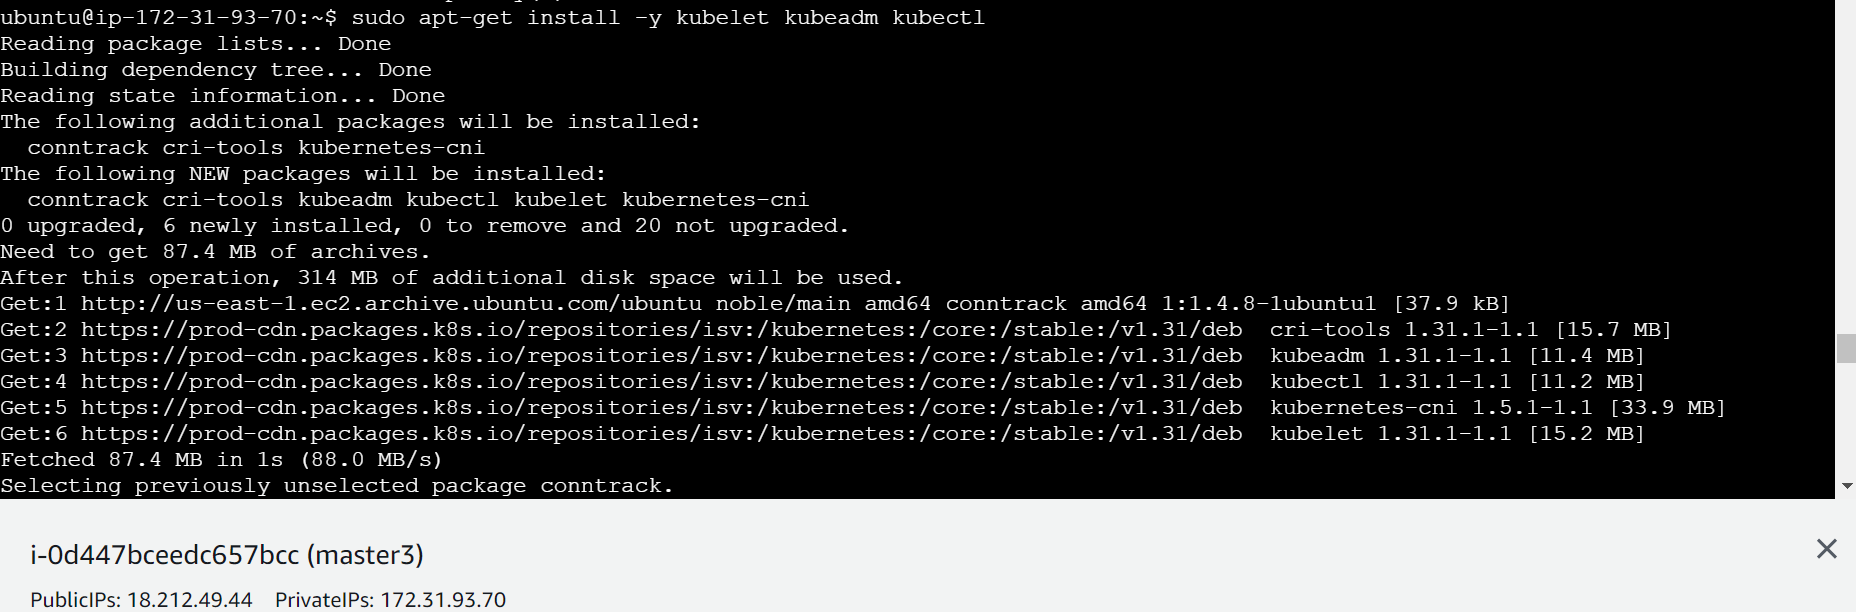 ubuntu@ip-172-31-93-70:~$ sudo apt-get install -y kubelet kubeadm kubectl
Reading package lists... Done
Building dependency tree... Done
Reading state information... Done
The following additional packages will be installed:
  conntrack cri-tools kubernetes-cni
The following NEW packages will be installed:
  conntrack cri-tools kubeadm kubectl kubelet kubernetes-cni
0 upgraded, 6 newly installed, 0 to remove and 20 not upgraded.
Need to get 87.4 MB of archives.
After this operation, 314 MB of additional disk space will be used.
Get:1 http://us-east-1.ec2.archive.ubuntu.com/ubuntu noble/main amd64 conntrack amd64 1:1.4.8-1ubuntu1 [37.9 kB]
Get:2 https://prod-cdn.packages.k8s.io/repositories/isv:/kubernetes:/core:/stable:/v1.31/deb  cri-tools 1.31.1-1.1 [15.7 MB]
Get:3 https://prod-cdn.packages.k8s.io/repositories/isv:/kubernetes:/core:/stable:/v1.31/deb  kubeadm 1.31.1-1.1 [11.4 MB]
Get:4 https://prod-cdn.packages.k8s.io/repositories/isv:/kubernetes:/core:/stable:/v1.31/deb  kubectl 1.31.1-1.1 [11.2 MB]
Get:5 https://prod-cdn.packages.k8s.io/repositories/isv:/kubernetes:/core:/stable:/v1.31/deb  kubernetes-cni 1.5.1-1.1 [33.9 MB]
Get:6 https://prod-cdn.packages.k8s.io/repositories/isv:/kubernetes:/core:/stable:/v1.31/deb  kubelet 1.31.1-1.1 [15.2 MB]
Fetched 87.4 MB in 1s (88.0 MB/s)
Selecting previously unselected package conntrack.
i-0d447bceedc657bcc (master3)
PublicIPs: 18.212.49.44 PrivateIPs: 172.31.93.70